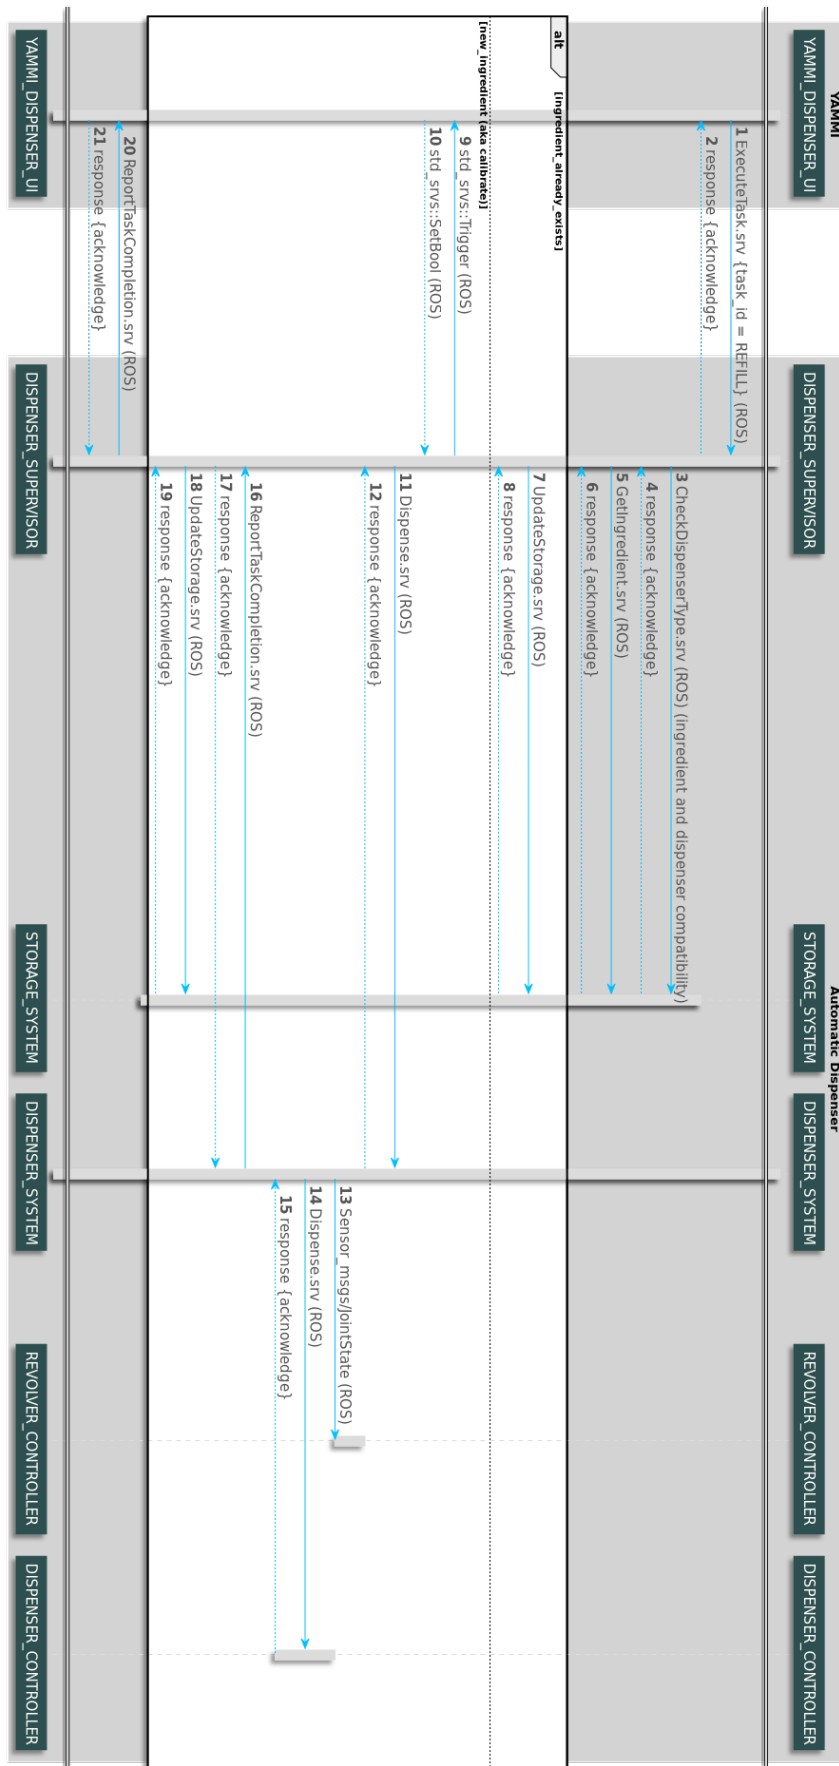 YAMMI
Automatic Dispenser
YAMMI_DISPENSER_UI
DISPENSER_SUPERVISOR
STORAGE_SYSTEM
DISPENSER_SYSTEM
REVOLVER_CONTROLLER
DISPENSER_CONTROLLER
1 ExecuteTask.srv {task_id = REFILL} (ROS)
2 response {acknowledge}
3 CheckDispenserType.srv (ROS) (ingredient and dispenser compatibility)
4 response {acknowledge}
5 GetIngredient.srv (ROS)
6 response {acknowledge}
alt
[ingredient_already_exists]
7 UpdateStorage.srv (ROS)
8 response {acknowledge}
[new_ingredient (aka calibrate)]
9 std_srvs::Trigger (ROS)
10 std_srvs::SetBool (ROS)
11 Dispense.srv (ROS)
12 response {acknowledge}
13 Sensor_msgs/JointState (ROS)
14 Dispense.srv (ROS)
15 response {acknowledge}
16 ReportTaskCompletion.srv (ROS)
17 response {acknowledge}
18 UpdateStorage.srv (ROS)
19 response {acknowledge}
20 ReportTaskCompletion.srv (ROS)
21 response {acknowledge}
YAMMI_DISPENSER_UI
DISPENSER_SUPERVISOR
STORAGE_SYSTEM
DISPENSER_SYSTEM
REVOLVER_CONTROLLER
DISPENSER_CONTROLLER